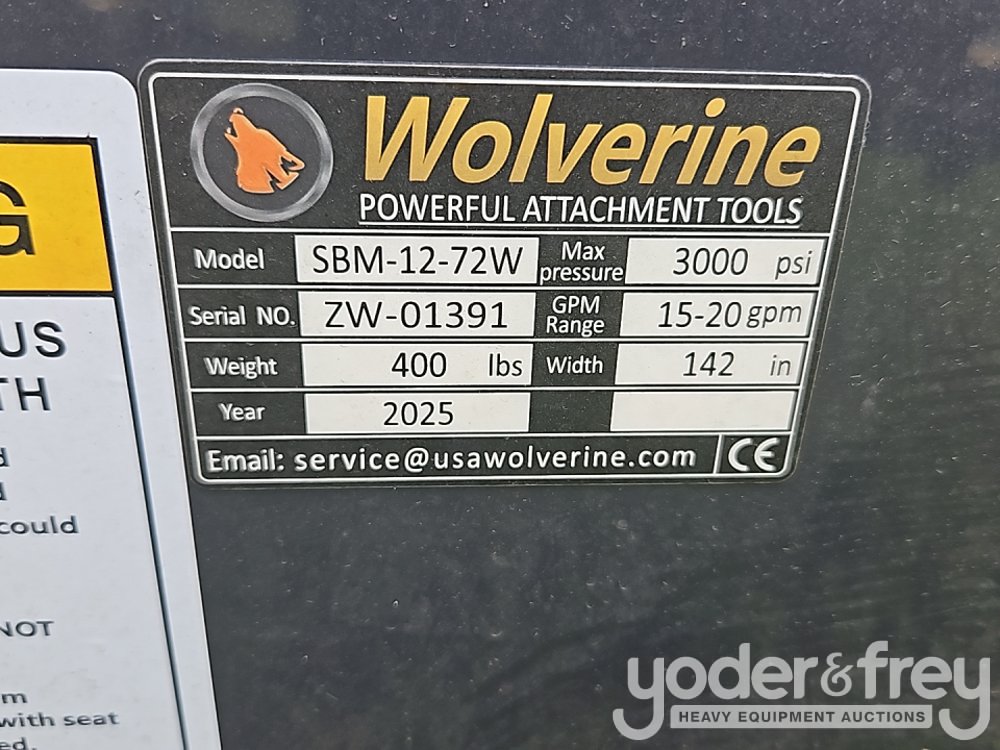 Wolverine
POWERFUL ATTACHMENT TOOLS
Model SBM-12-72W Max pressure 3000 psi
Serial NO. ZW-01391 GPM Range 15-20 gpm
Weight 400 lbs Width 142 in
Year 2025
Email: service@usawolverine.com CE
G
US
TH
d
d
could
NOT
m
with seat
ed.
yoder&frey
HEAVY EQUIPMENT AUCTIONS